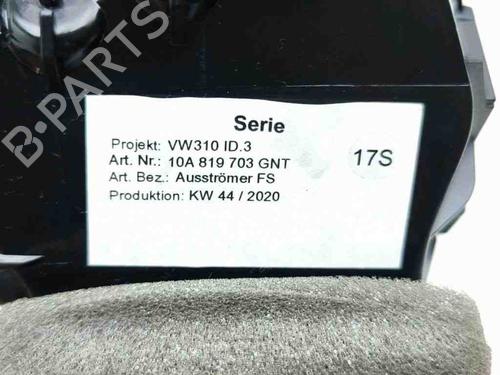 B-PARTS
Serie
Projekt: VW310 ID.3
Art. Nr.: 10A 819 703 GNT
17S
Art. Bez.: Ausströmer FS
Produktion: KW 44 / 2020